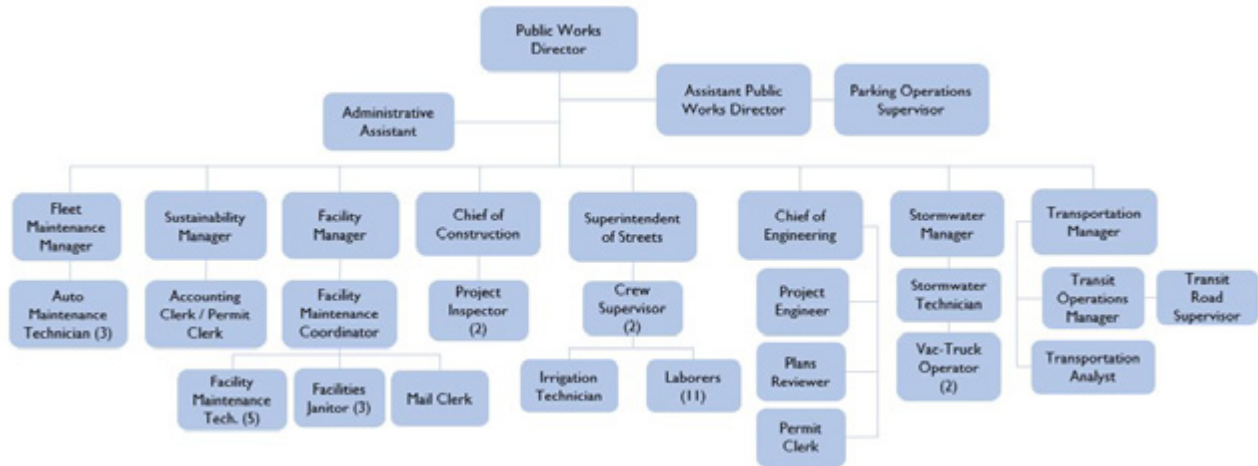 Public Works
Director
Assistant Public
Works Director
Parking Operations
Supervisor
Administrative
Assistant
Fleet
Maintenance
Manager
Sustainability
Manager
Facility
Manager
Chief of
Construction
Superintendent
of Streets
Chief of
Engineering
Stormwater
Manager
Transportation
Manager
Auto
Maintenance
Technician (3)
Accounting
Clerk / Permit
Clerk
Facility
Maintenance
Coordinator
Project
Inspector
(2)
Crew
Supervisor
(2)
Project
Engineer
Stormwater
Technician
Transit
Operations
Manager
Transit
Road
Supervisor
Facility
Maintenance
Tech. (5)
Facilities
Janitor (3)
Mail Clerk
Irrigation
Technician
Laborers
(11)
Plans
Reviewer
Vac-Truck
Operator
(2)
Transportation
Analyst
Permit
Clerk